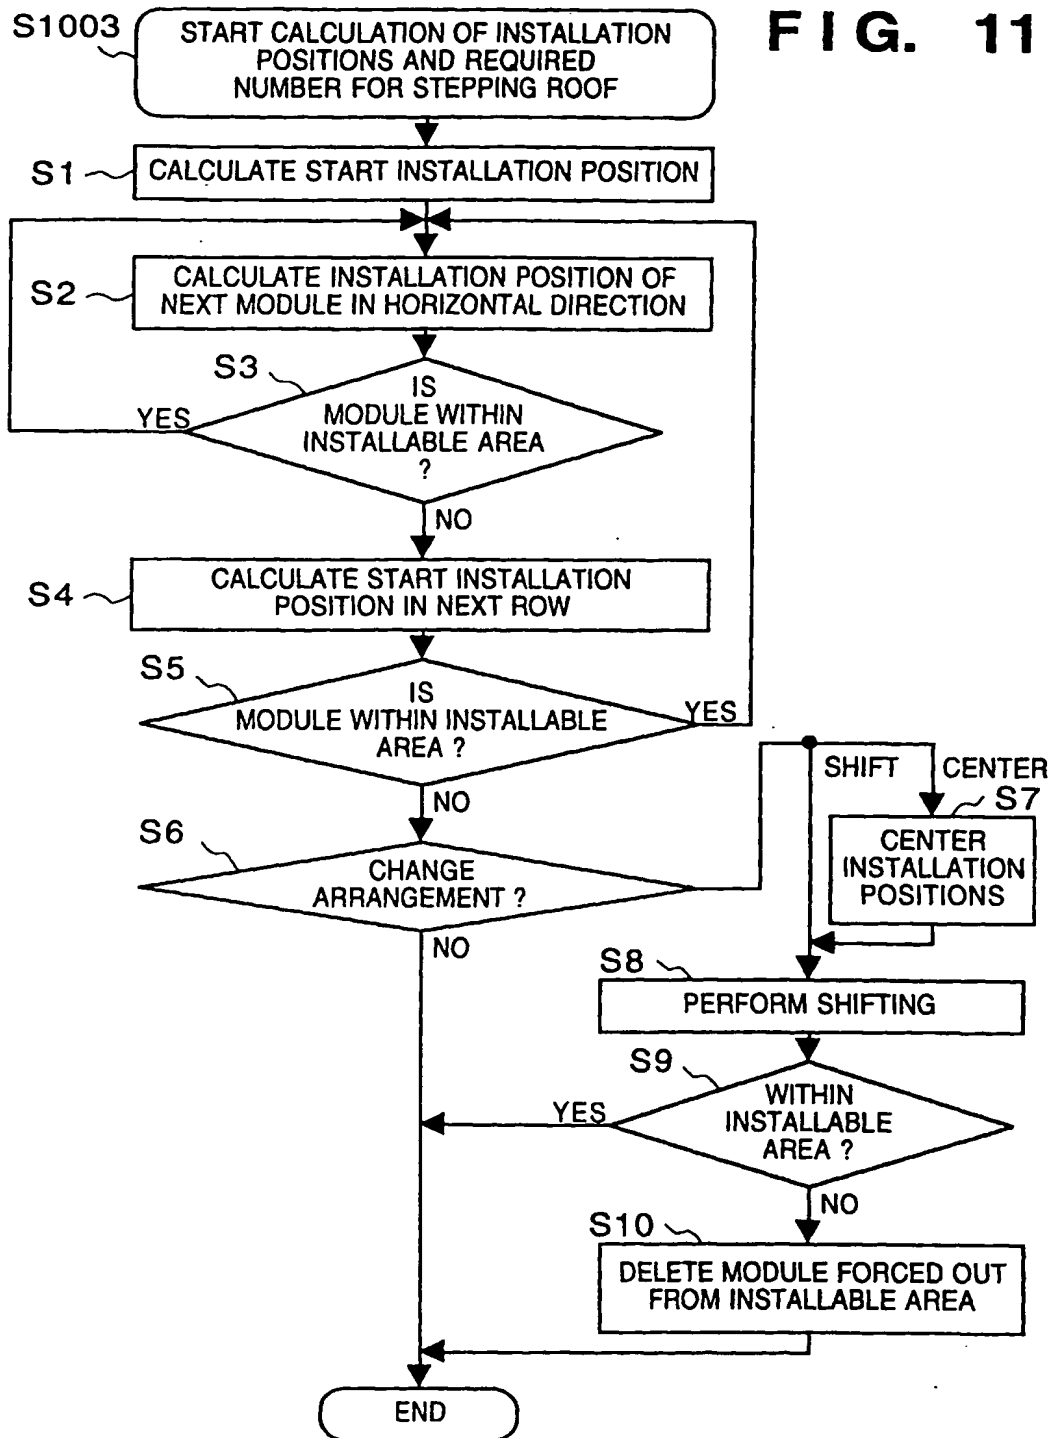 FIG. 11
S1003
START CALCULATION OF INSTALLATION
POSITIONS AND REQUIRED
NUMBER FOR STEPPING ROOF
S1
CALCULATE START INSTALLATION POSITION
S2
CALCULATE INSTALLATION POSITION OF
NEXT MODULE IN HORIZONTAL DIRECTION
S3
IS
MODULE WITHIN
INSTALLABLE AREA
?
YES
NO
S4
CALCULATE START INSTALLATION
POSITION IN NEXT ROW
S5
IS
MODULE WITHIN INSTALLABLE
AREA ?
YES
NO
S6
CHANGE
ARRANGEMENT ?
NO
SHIFT
CENTER
S7
CENTER
INSTALLATION
POSITIONS
S8
PERFORM SHIFTING
S9
WITHIN
INSTALLABLE
AREA ?
YES
NO
S10
DELETE MODULE FORCED OUT
FROM INSTALLABLE AREA
END